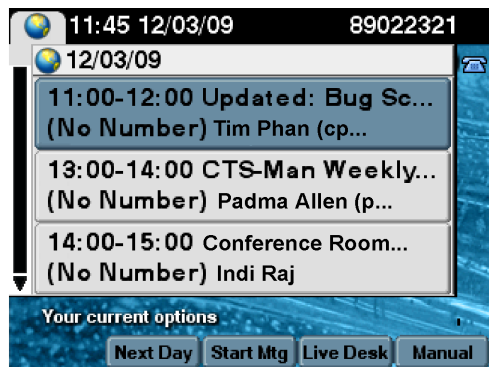 11:45 12/03/09 89022321
12/03/09
11:00-12:00 Updated: Bug Sc...
(No Number) Tim Phan (cp...
13:00-14:00 CTS-Man Weekly...
(No Number) Padma Allen (p...
14:00-15:00 Conference Room...
(No Number) Indi Raj
Your current options
Next Day Start Mtg Live Desk Manual